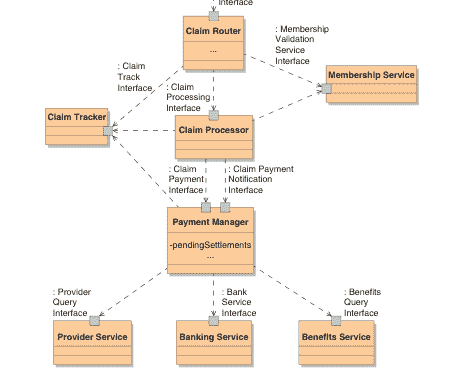 Interface
Claim Router
...
: Membership
Validation
Service
Interface
: Claim
Track
Interface
: Claim
Processing
Interface
Membership Service
Claim Tracker
Claim Processor
: Claim
Payment
Interface
: Claim Payment
Notification
Interface
Payment Manager
-pendingSettlements
...
: Provider
Query
Interface
: Bank
Service
Interface
: Benefits
Query
Interface
Provider Service
Banking Service
Benefits Service